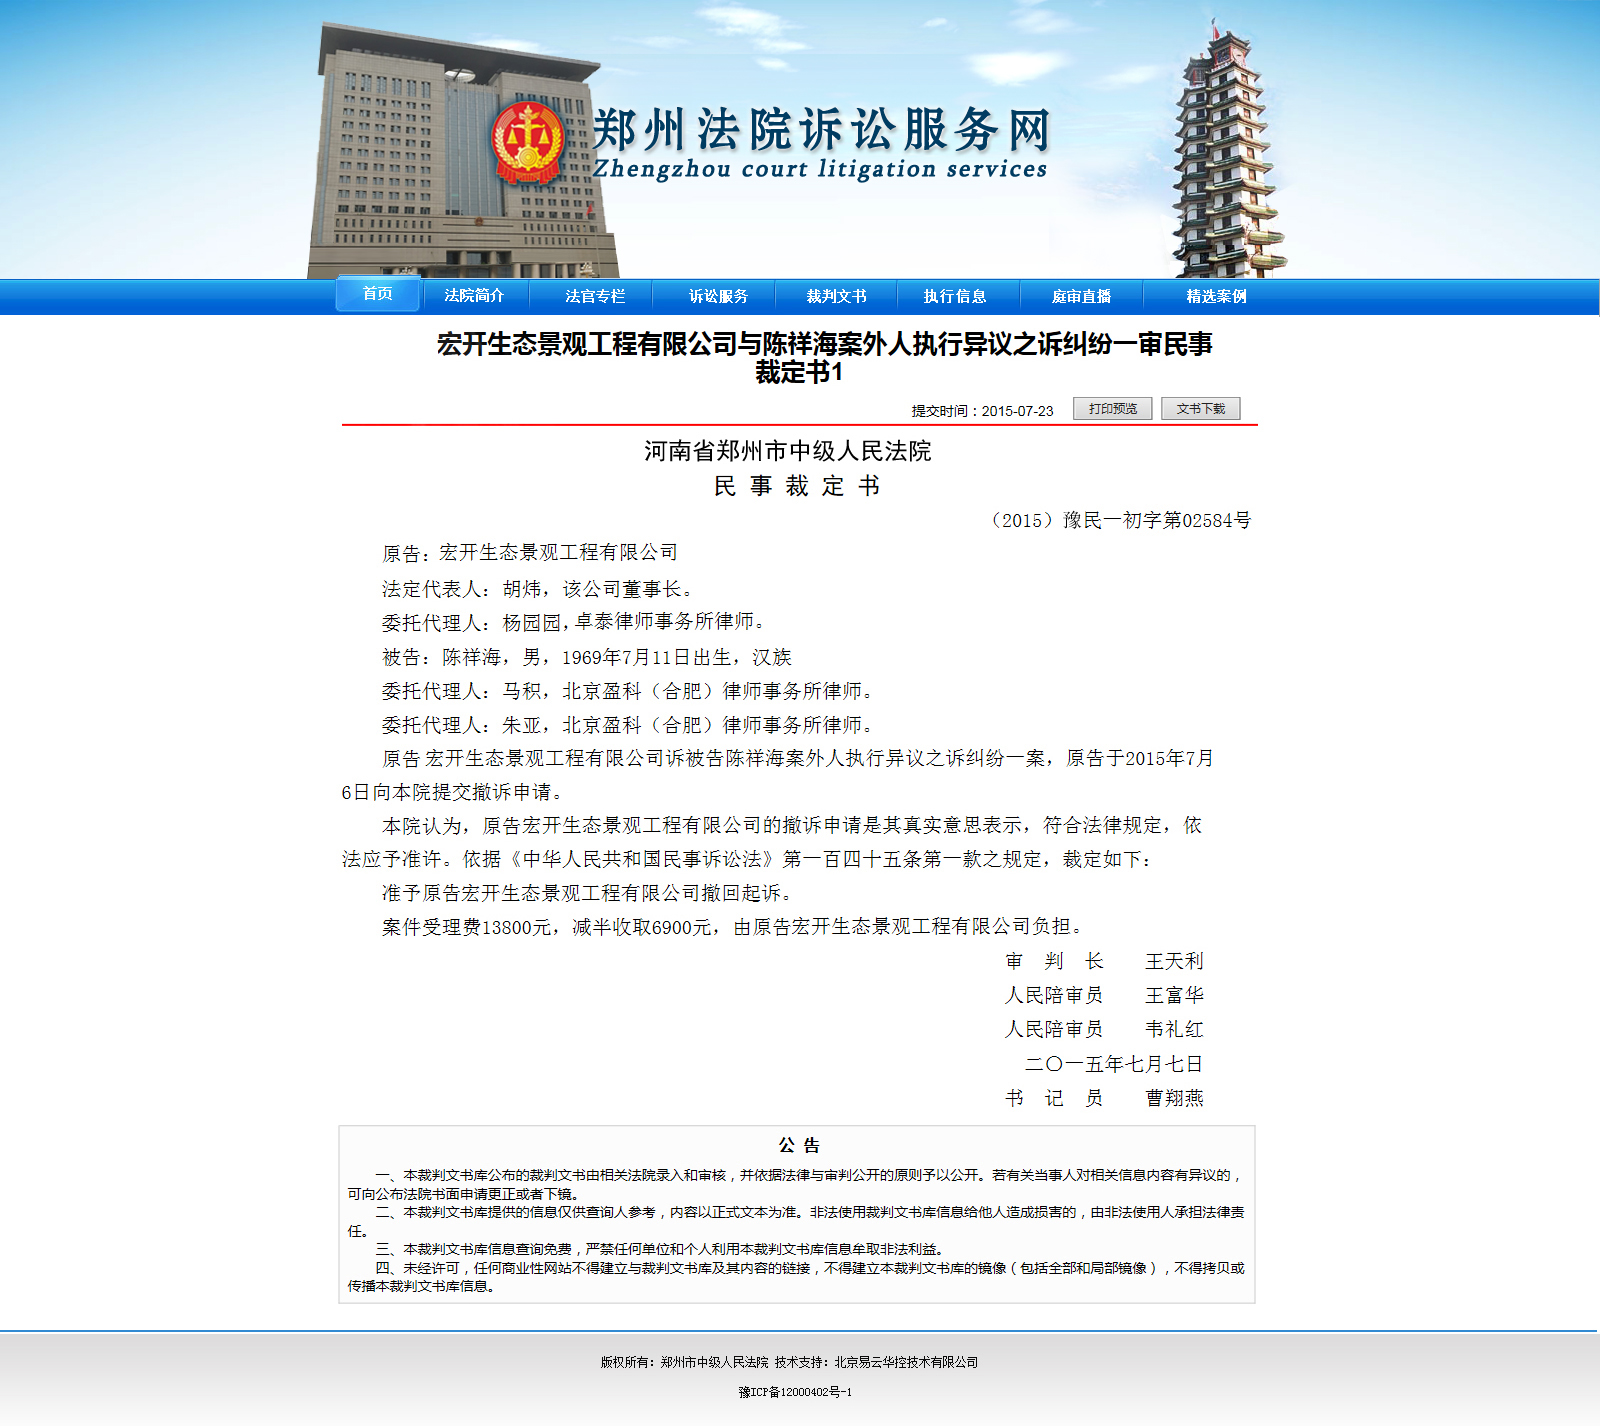 郑州法院诉讼服务网
Zhengzhou court litigation services
首页 法院简介 法官专栏 诉讼服务 裁判文书 执行信息 庭审直播 精选案例
宏开生态景观工程有限公司与陈祥海案外人执行异议之诉纠纷一审民事
裁定书1
提交时间：2015-07-23 打印预览 文书下载
河南省郑州市中级人民法院
民 事 裁 定 书
（2015）豫民一初字第02584号
原告：宏开生态景观工程有限公司
法定代表人：胡炜，该公司董事长。
委托代理人：杨园园，卓泰律师事务所律师。
被告：陈祥海，男，1969年7月11日出生，汉族
委托代理人：马积，北京盈科（合肥）律师事务所律师。
委托代理人：朱亚，北京盈科（合肥）律师事务所律师。
原告宏开生态景观工程有限公司诉被告陈祥海案外人执行异议之诉纠纷一案，原告于2015年7月
6日向本院提交撤诉申请。
本院认为，原告宏开生态景观工程有限公司的撤诉申请是其真实意思表示，符合法律规定，依
法应予准许。依据《中华人民共和国民事诉讼法》第一百四十五条第一款之规定，裁定如下：
准予原告宏开生态景观工程有限公司撤回起诉。
案件受理费13800元，减半收取6900元，由原告宏开生态景观工程有限公司负担。
审 判 长 王天利
人民陪审员 王富华
人民陪审员 韦礼红
二〇一五年七月七日
书 记 员 曹翔燕
公 告
一、本裁判文书库公布的裁判文书由相关法院录入和审核，并依据法律与审判公开的原则予以公开。若有关当事人对相关信息内容有异议的，
可向公布法院书面申请更正或者下镜。
二、本裁判文书库提供的信息仅供查询人参考，内容以正式文本为准。非法使用裁判文书库信息给他人造成损害的，由非法使用人承担法律责
任。
三、本裁判文书库信息查询免费，严禁任何单位和个人利用本裁判文书库信息牟取非法利益。
四、未经许可，任何商业性网站不得建立与裁判文书库及其内容的链接，不得建立本裁判文书库的镜像（包括全部和局部镜像），不得拷贝或
传播本裁判文书库信息。
版权所有：郑州市中级人民法院 技术支持：北京易云华控技术有限公司
豫ICP备12000402号-1